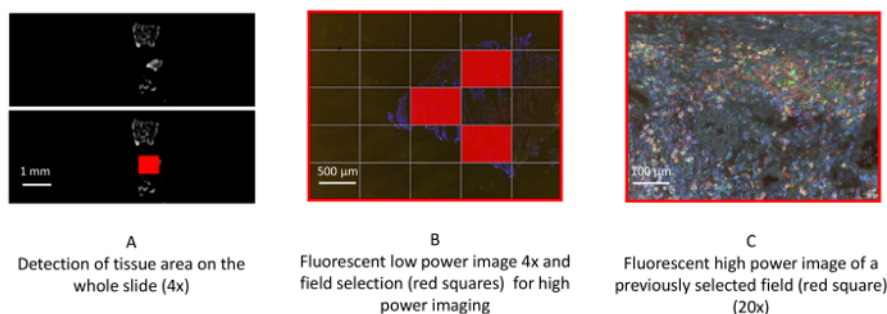 1 mm
500 µm
100 µm
A
Detection of tissue area on the
whole slide (4x)
B
Fluorescent low power image 4x and
field selection (red squares) for high
power imaging
C
Fluorescent high power image of a
previously selected field (red square)
(20x)